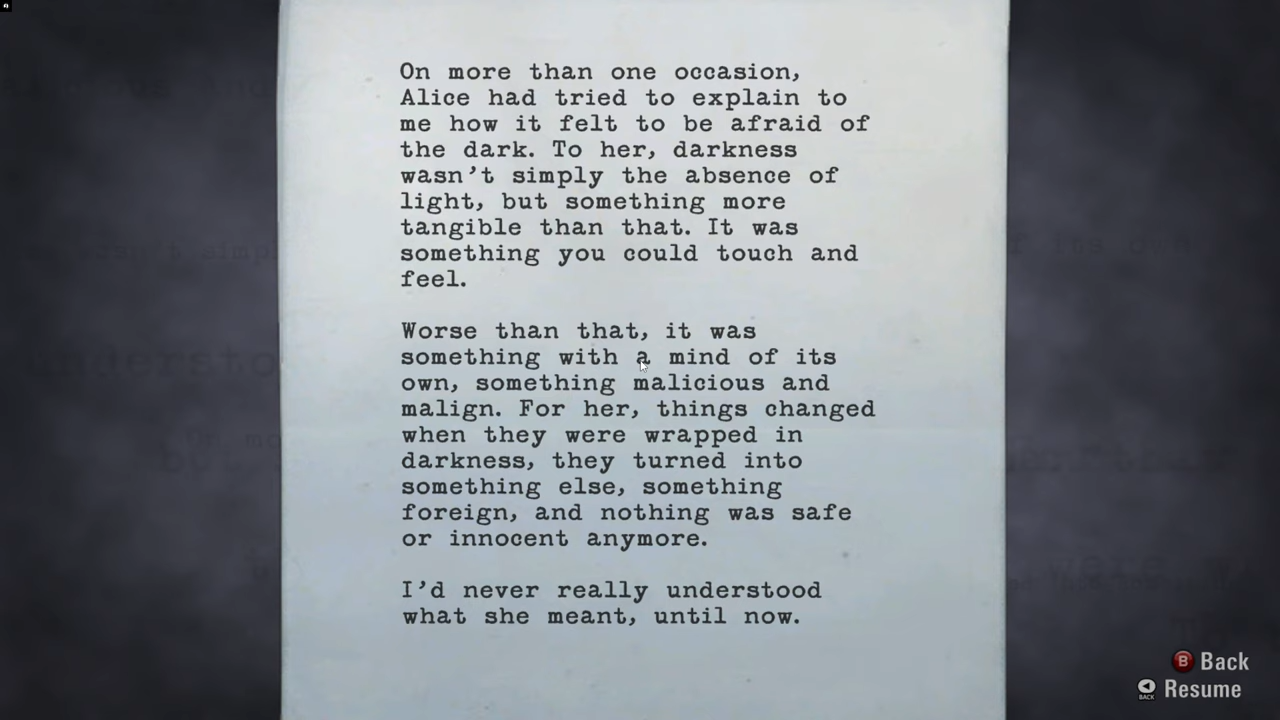 On more than one occasion,
Alice had tried to explain to
me how it felt to be afraid of
the dark. To her, darkness
wasn't simply the absence of
light, but something more
tangible than that. It was
something you could touch and
feel.
Worse than that, it was
something with a mind of its
own, something malicious and
malign. For her, things changed
when they were wrapped in
darkness, they turned into
something else, something
foreign, and nothing was safe
or innocent anymore.
I'd never really understood
what she meant, until now.
B Back
BACK Resume